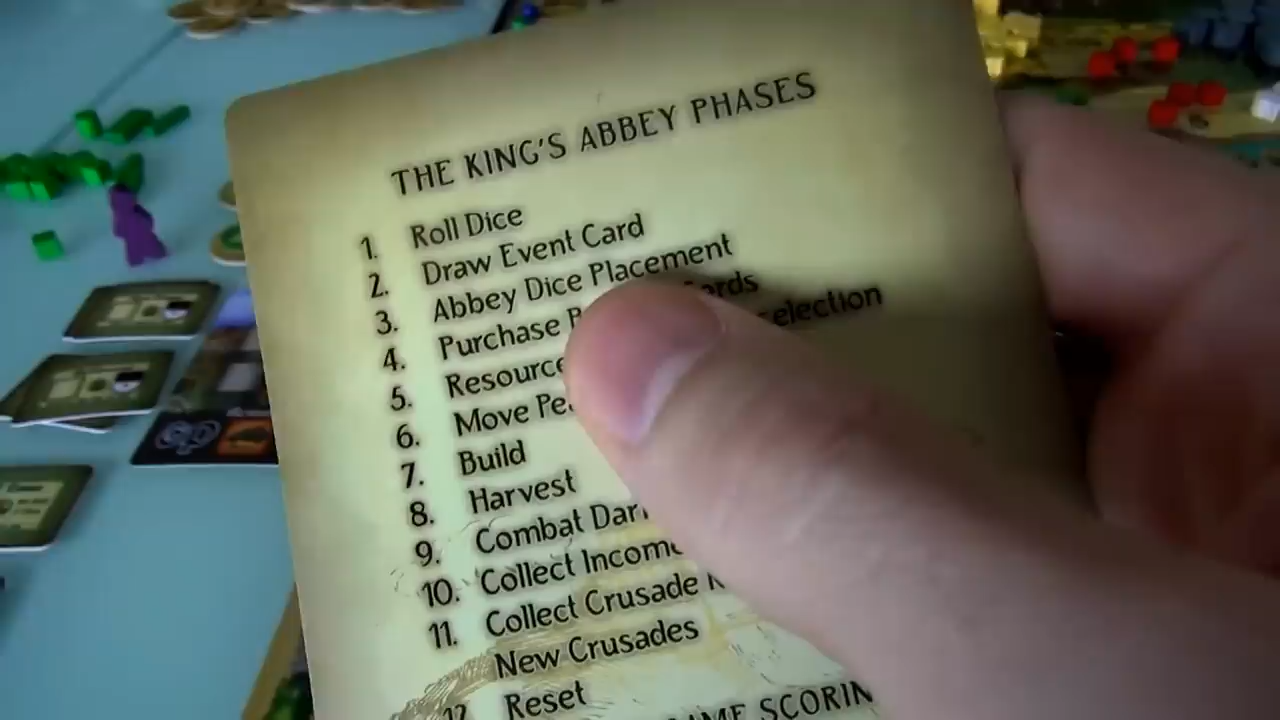 THE KING'S ABBEY PHASES
1. Roll Dice
2. Draw Event Card
3. Abbey Dice Placement
4. Purchase
5. Resource
6. Move
7. Build
8. Harvest
9. Combat
10. Collect Income
11. Collect Crusade
New Crusades
12. Reset